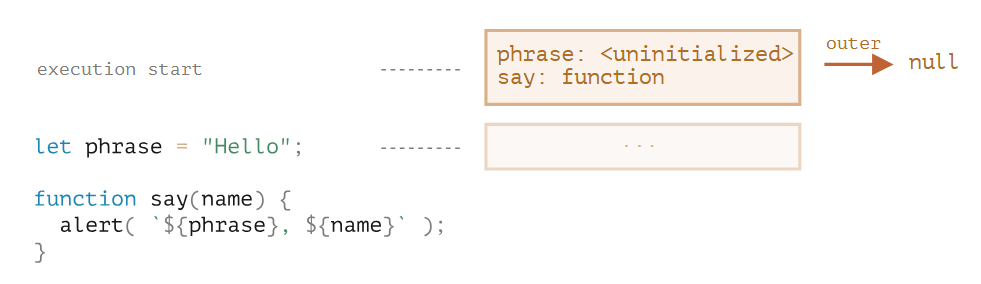 phrase: <uninitialized>
outer
execution start ---------
say: function
null
let phrase = "Hello"; ---------
...
function say(name) {
  alert( `${phrase}, ${name}` );
}